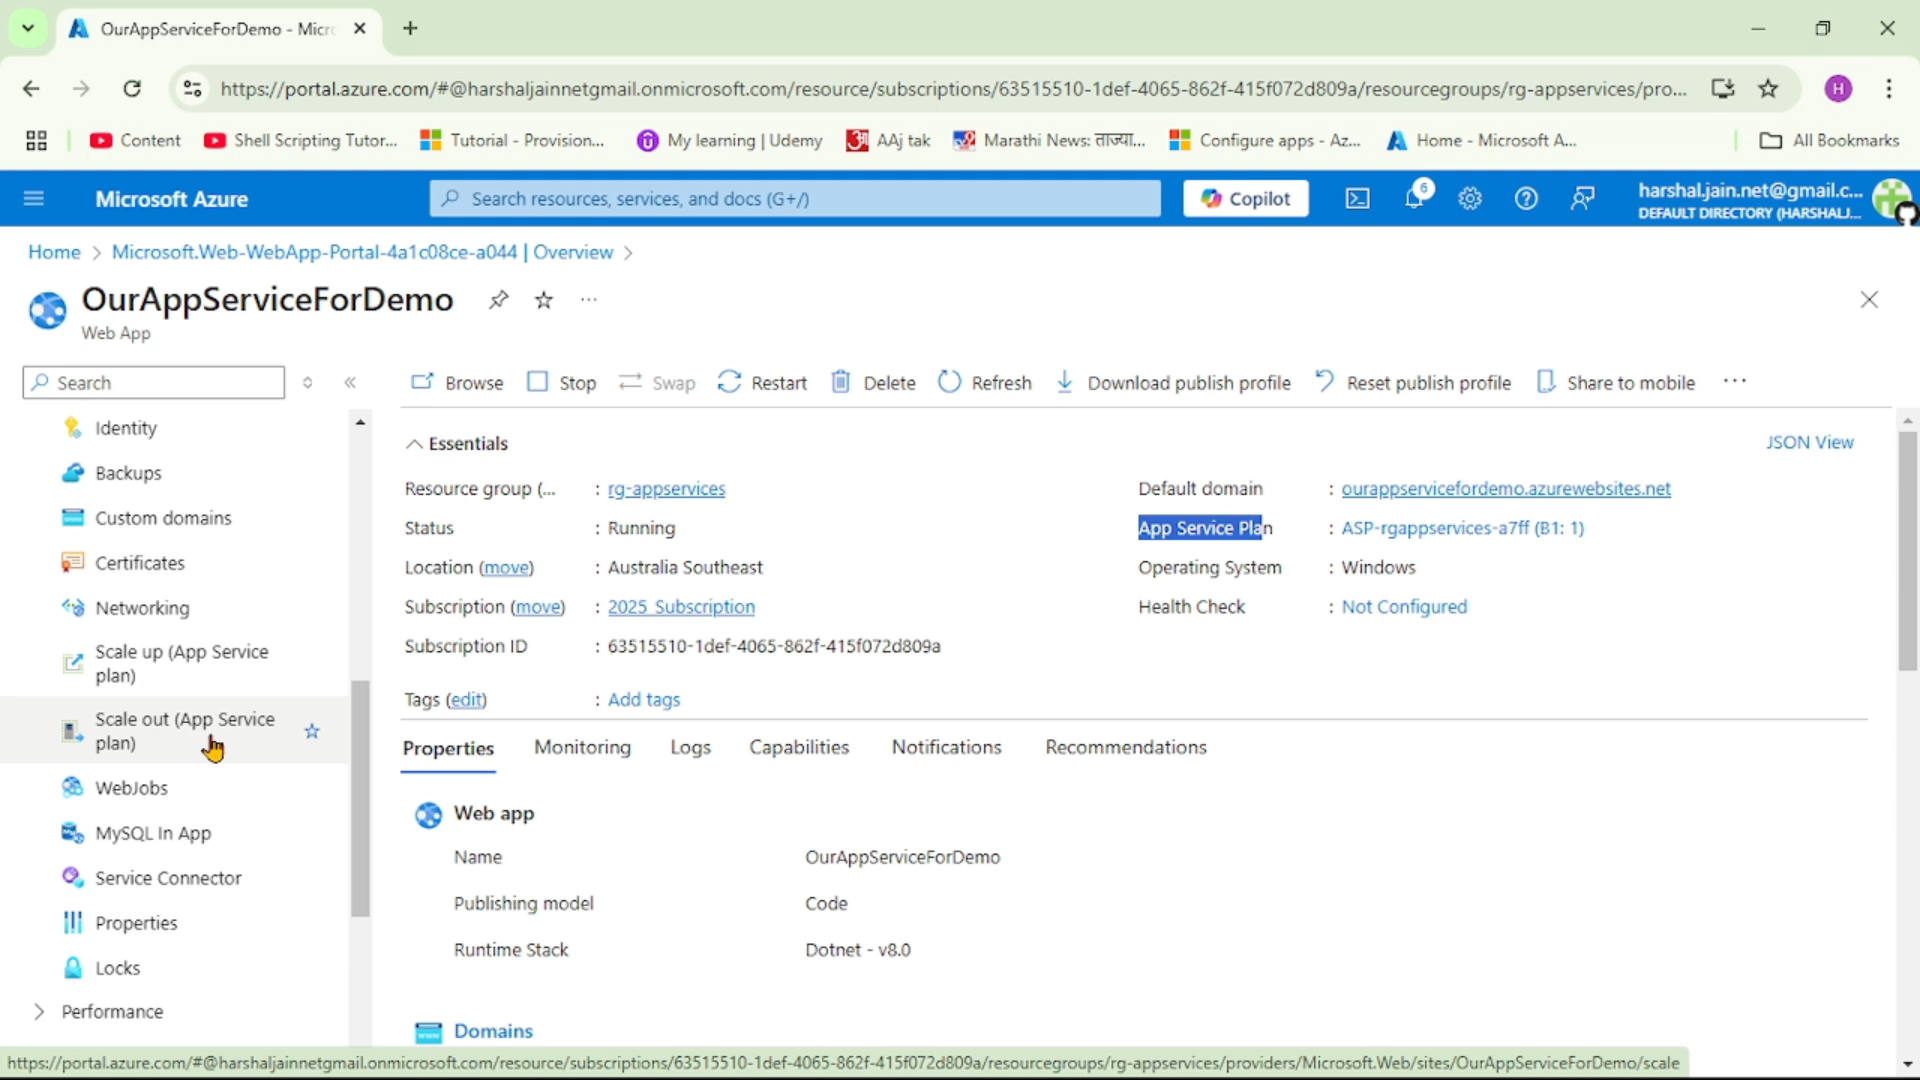 OurAppServiceForDemo - Micr
https://portal.azure.com/#@harshaljainnetgmail.onmicrosoft.com/resource/subscriptions/63515510-1def-4065-862f-415f072d809a/resourcegroups/rg-appservices/pro...
H
Content
Shell Scripting Tutor...
Tutorial - Provision...
My learning | Udemy
AAj tak
Marathi News: ताज्या...
Configure apps - Az...
Home - Microsoft A...
All Bookmarks
Microsoft Azure
Search resources, services, and docs (G+/)
Copilot
6
harshal.jain.net@gmail.c...
DEFAULT DIRECTORY (HARSHALJ...
Home > Microsoft.Web-WebApp-Portal-4a1c08ce-a044 | Overview >
OurAppServiceForDemo
Web App
Search
Browse
Stop
Swap
Restart
Delete
Refresh
Download publish profile
Reset publish profile
Share to mobile
Identity
Backups
Custom domains
Certificates
Networking
Scale up (App Service
plan)
Scale out (App Service
plan)
WebJobs
MySQL In App
Service Connector
Properties
Locks
Performance
Essentials
JSON View
Resource group (... : rg-appservices
Status : Running
Location (move) : Australia Southeast
Subscription (move) : 2025_Subscription
Subscription ID : 63515510-1def-4065-862f-415f072d809a
Tags (edit) : Add tags
Default domain : ourappservicefordemo.azurewebsites.net
App Service Plan : ASP-rgappservices-a7ff (B1: 1)
Operating System : Windows
Health Check : Not Configured
Properties
Monitoring
Logs
Capabilities
Notifications
Recommendations
Web app
Name OurAppServiceForDemo
Publishing model Code
Runtime Stack Dotnet - v8.0
Domains
https://portal.azure.com/#@harshaljainnetgmail.onmicrosoft.com/resource/subscriptions/63515510-1def-4065-862f-415f072d809a/resourcegroups/rg-appservices/providers/Microsoft.Web/sites/OurAppServiceForDemo/scale